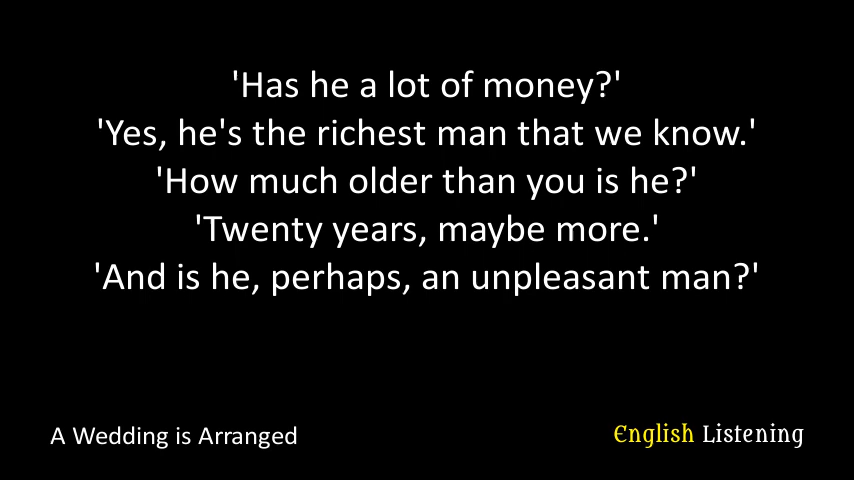 'Has he a lot of money?'
'Yes, he's the richest man that we know.'
'How much older than you is he?'
'Twenty years, maybe more.'
'And is he, perhaps, an unpleasant man?'
A Wedding is Arranged
English Listening